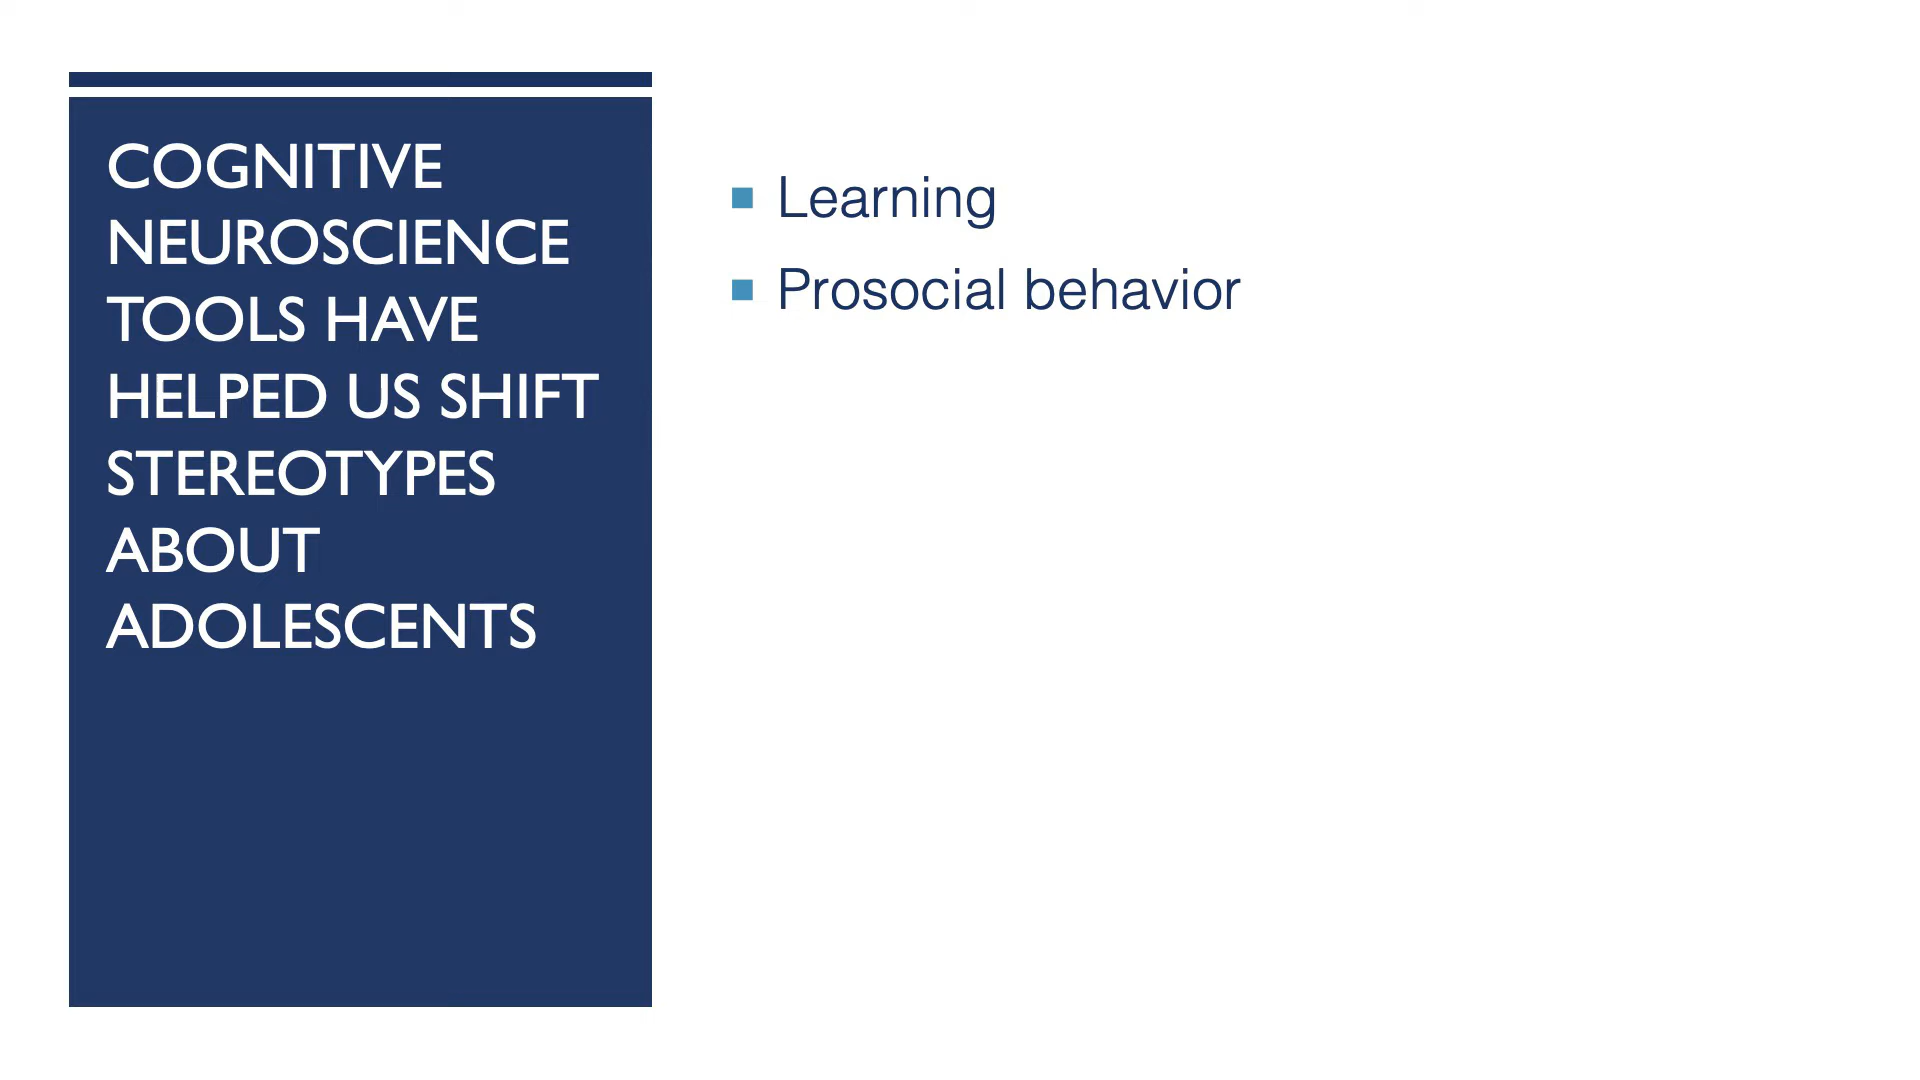 COGNITIVE
NEUROSCIENCE
TOOLS HAVE
HELPED US SHIFT
STEREOTYPES
ABOUT
ADOLESCENTS
Learning
Prosocial behavior